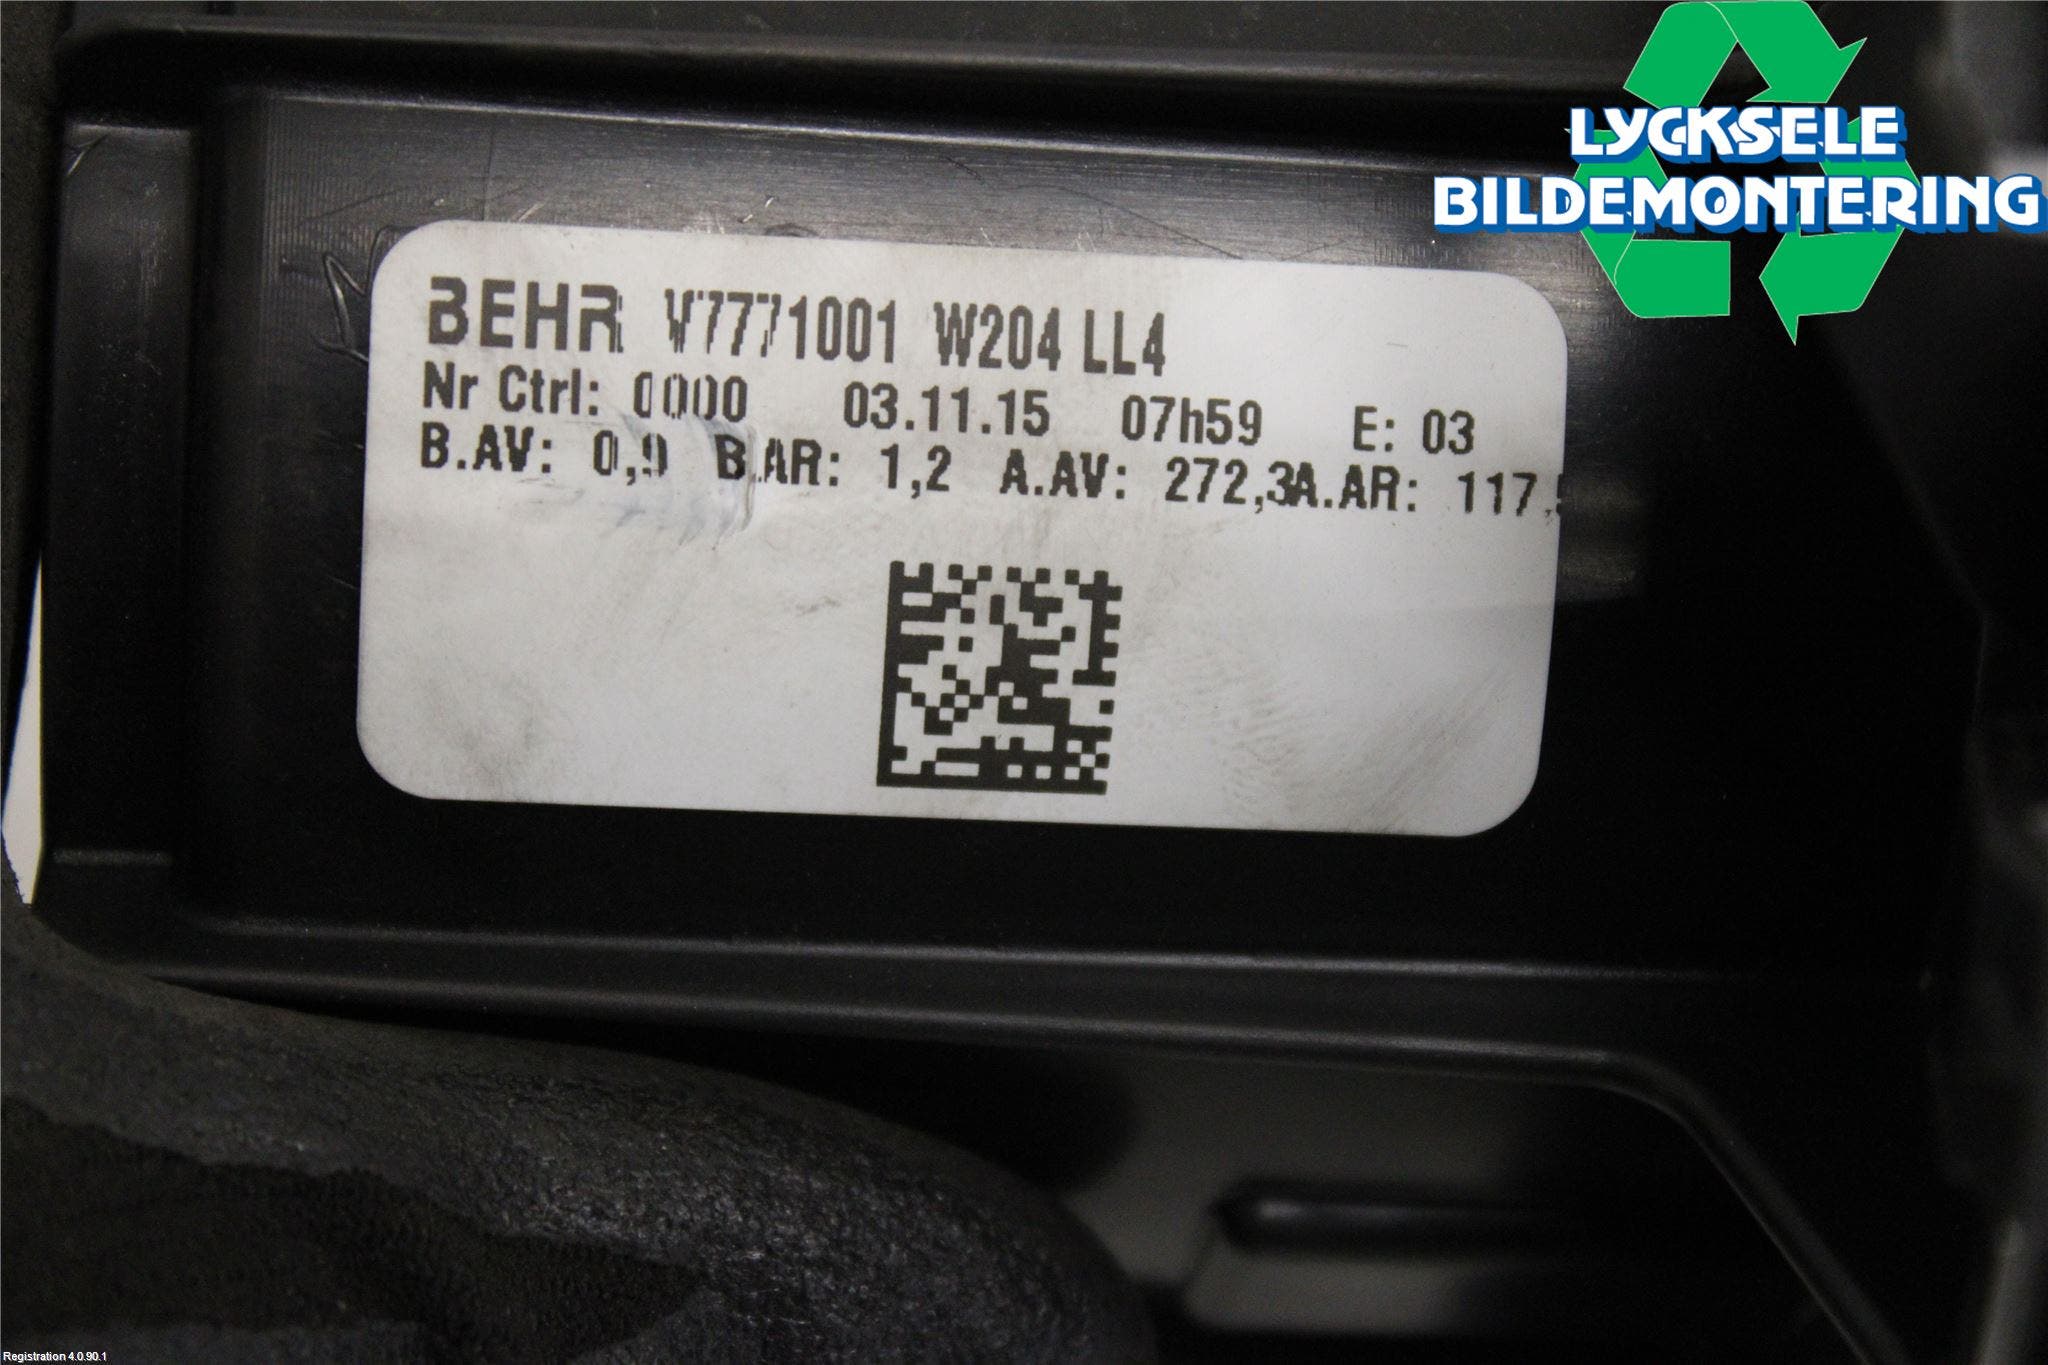 LYCKSELE
BILDEMONTERING
BEHR V7771001 W204 LL4
Nr Ctrl: 0000 03.11.15 07h59 E: 03
B.AV: 0,9 B.AR: 1,2 A.AV: 272,3A.AR: 117,
Registration 4.0.90.1